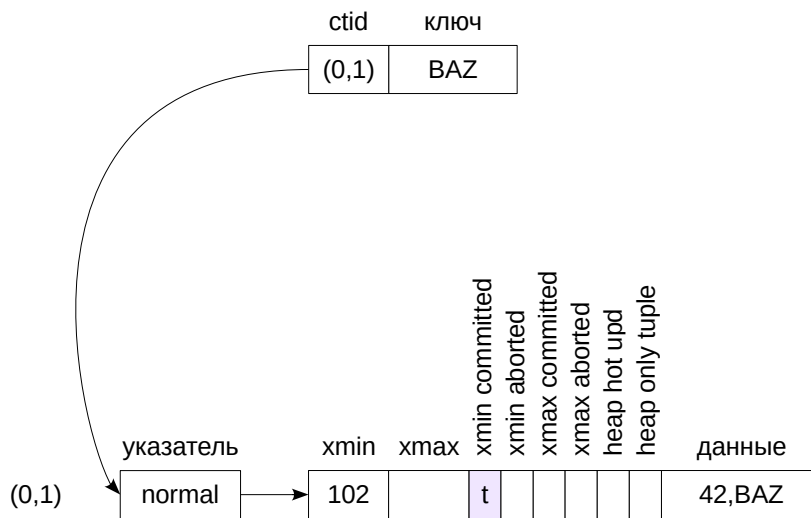 ctid ключ
(0,1) BAZ
xmin committed
xmin aborted
xmax committed
xmax aborted
heap hot upd
heap only tuple
указатель xmin xmax данные
(0,1) normal 102 t 42,BAZ